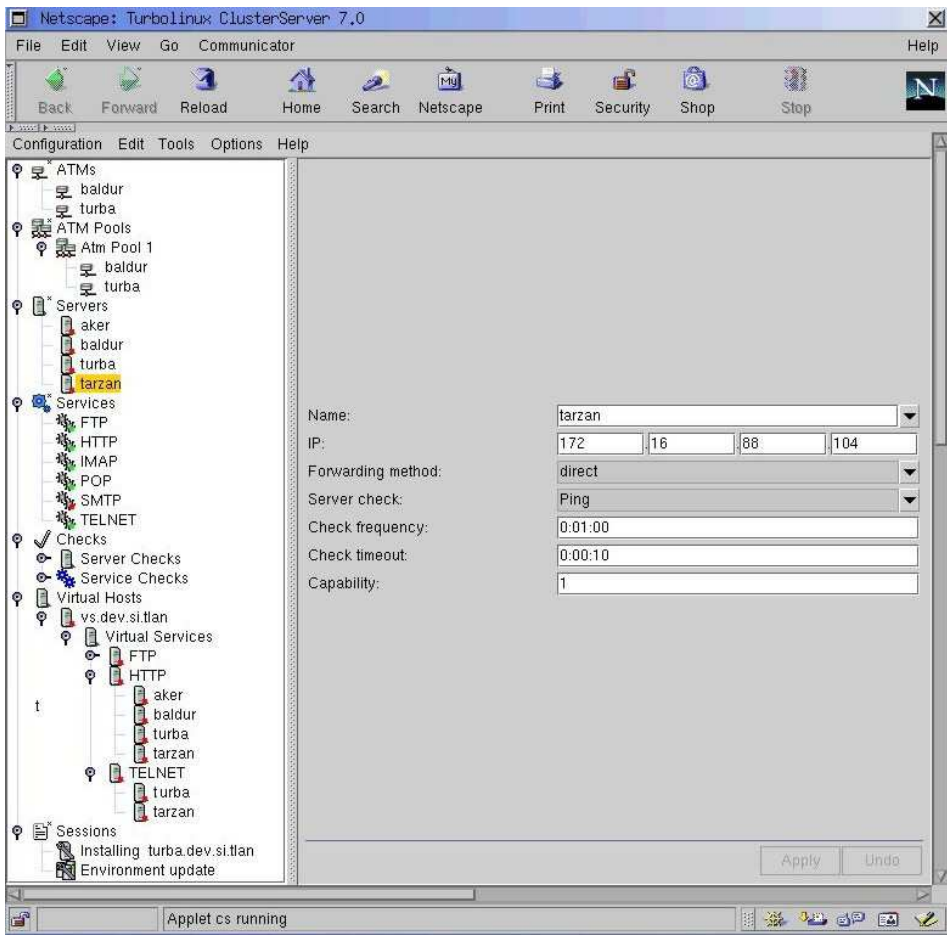 Netscape: Turbolinux ClusterServer 7.0
File Edit View Go Communicator Help
Back Forward Reload Home Search Netscape Print Security Shop Stop
My
N
Configuration Edit Tools Options Help
ATMs
baldur
turba
ATM Pools
Atm Pool 1
baldur
turba
Servers
aker
baldur
turba
tarzan
Services
FTP
HTTP
IMAP
POP
SMTP
TELNET
Checks
Server Checks
Service Checks
Virtual Hosts
vs.dev.si.tlan
Virtual Services
FTP
HTTP
aker
baldur
turba
tarzan
t
TELNET
turba
tarzan
Sessions
Installing turba.dev.si.tlan
Environment update
Name: tarzan
IP: 172 .16 .88 .104
Forwarding method: direct
Server check: Ping
Check frequency: 0:01:00
Check timeout: 0:00:10
Capability: 1
Apply Undo
Applet cs running